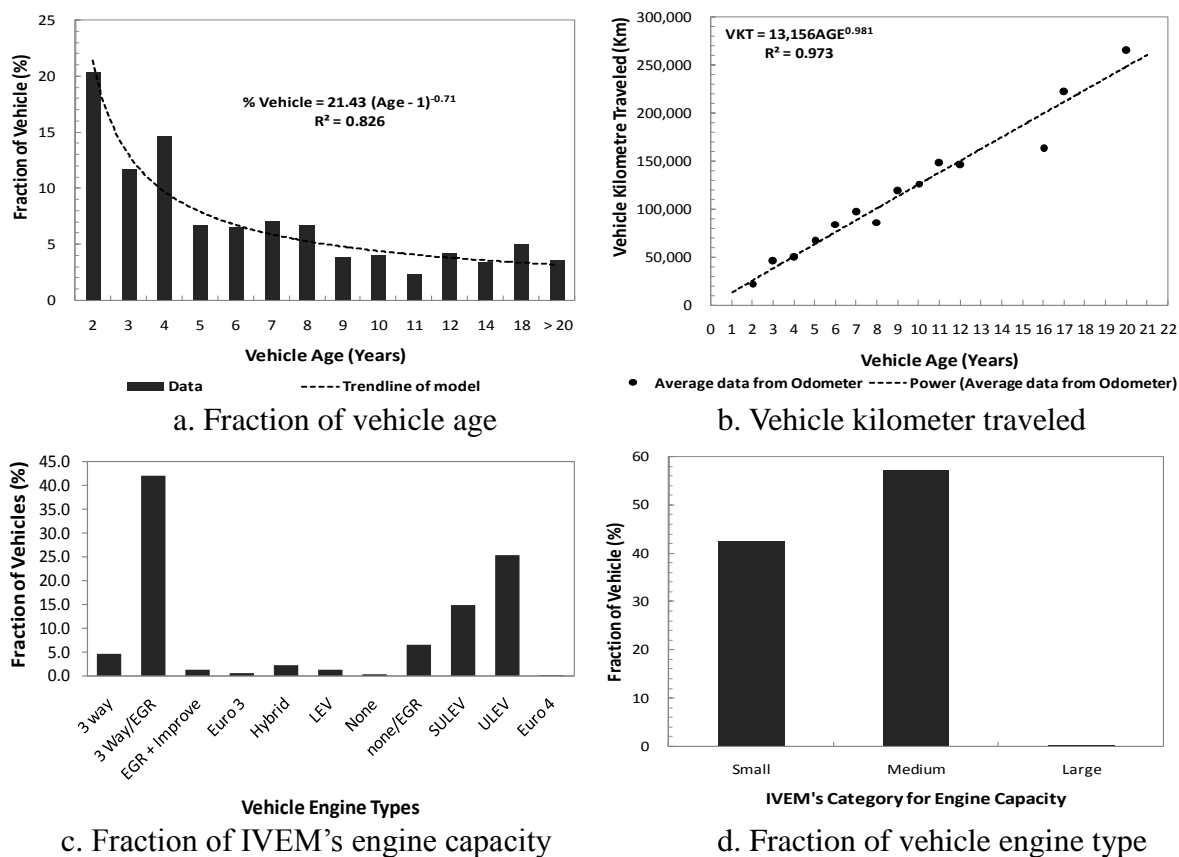 25
20
15
10
5
0
Fraction of Vehicle (%)
% Vehicle = 21.43 (Age - 1)^-0.71
R² = 0.826
2 3 4 5 6 7 8 9 10 11 12 14 18 > 20
Vehicle Age (Years)
Data Trendline of model
a. Fraction of vehicle age
300,000
250,000
200,000
150,000
100,000
50,000
0
Vehicle Kilometre Traveled (Km)
VKT = 13,156AGE^0.981
R² = 0.973
0 1 2 3 4 5 6 7 8 9 10 11 12 13 14 15 16 17 18 19 20 21 22
Vehicle Age (Years)
Average data from Odometer Power (Average data from Odometer)
b. Vehicle kilometer traveled
45.0
40.0
35.0
30.0
25.0
20.0
15.0
10.0
5.0
0.0
Fraction of Vehicles (%)
3 way
3 Way/EGR
EGR + Improve
Euro 3
Hybrid
LEV
None
none/EGR
SULEV
ULEV
Euro 4
Vehicle Engine Types
c. Fraction of IVEM's engine capacity
60
50
40
30
20
10
0
Fraction of Vehicle (%)
Small Medium Large
IVEM's Category for Engine Capacity
d. Fraction of vehicle engine type